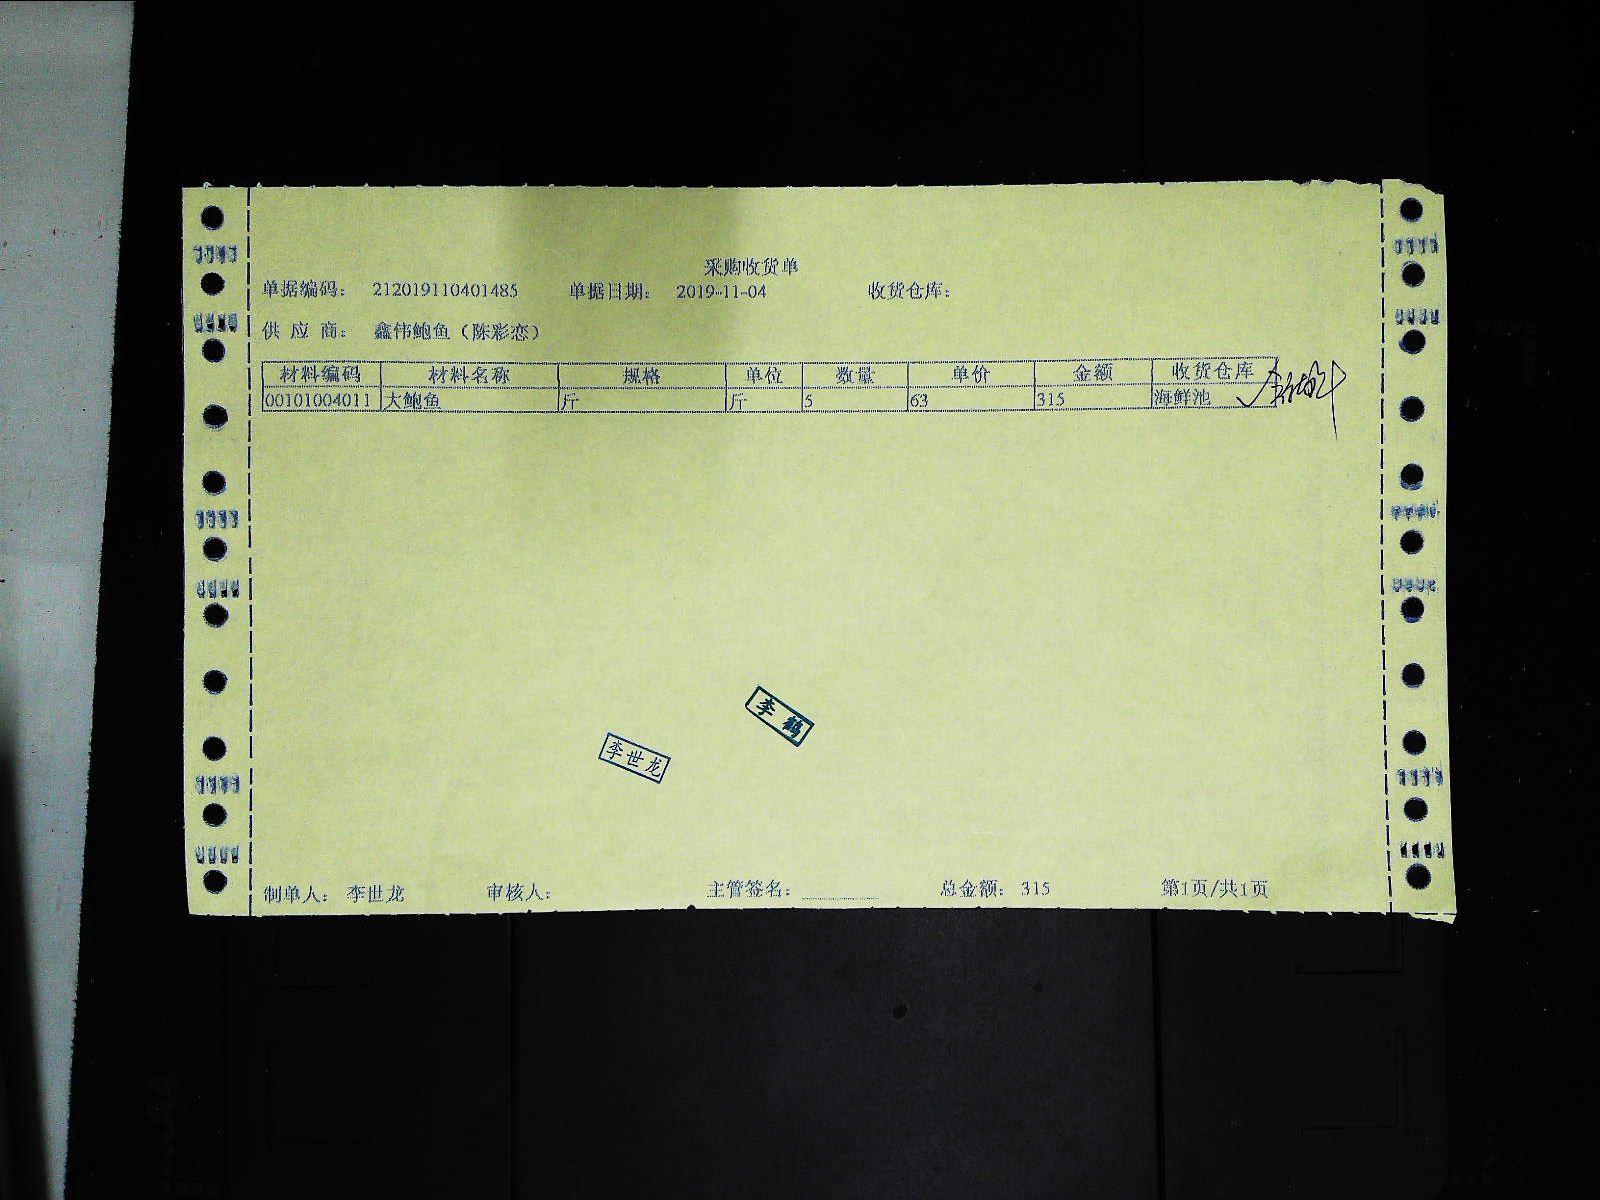 采购收货单
单据编码： 212019110401485 单据日期： 2019-11-04 收货仓库：
供 应 商： 鑫伟鲍鱼（陈彩恋）
材料编码 材料名称 规格 单位 数量 单价 金额 收货仓库
00101004011 大鲍鱼 斤 斤 5 63 315 海鲜池
李鹤
李世龙
制单人： 李世龙 审核人： 主管签名： 总金额： 315 第1页/共1页